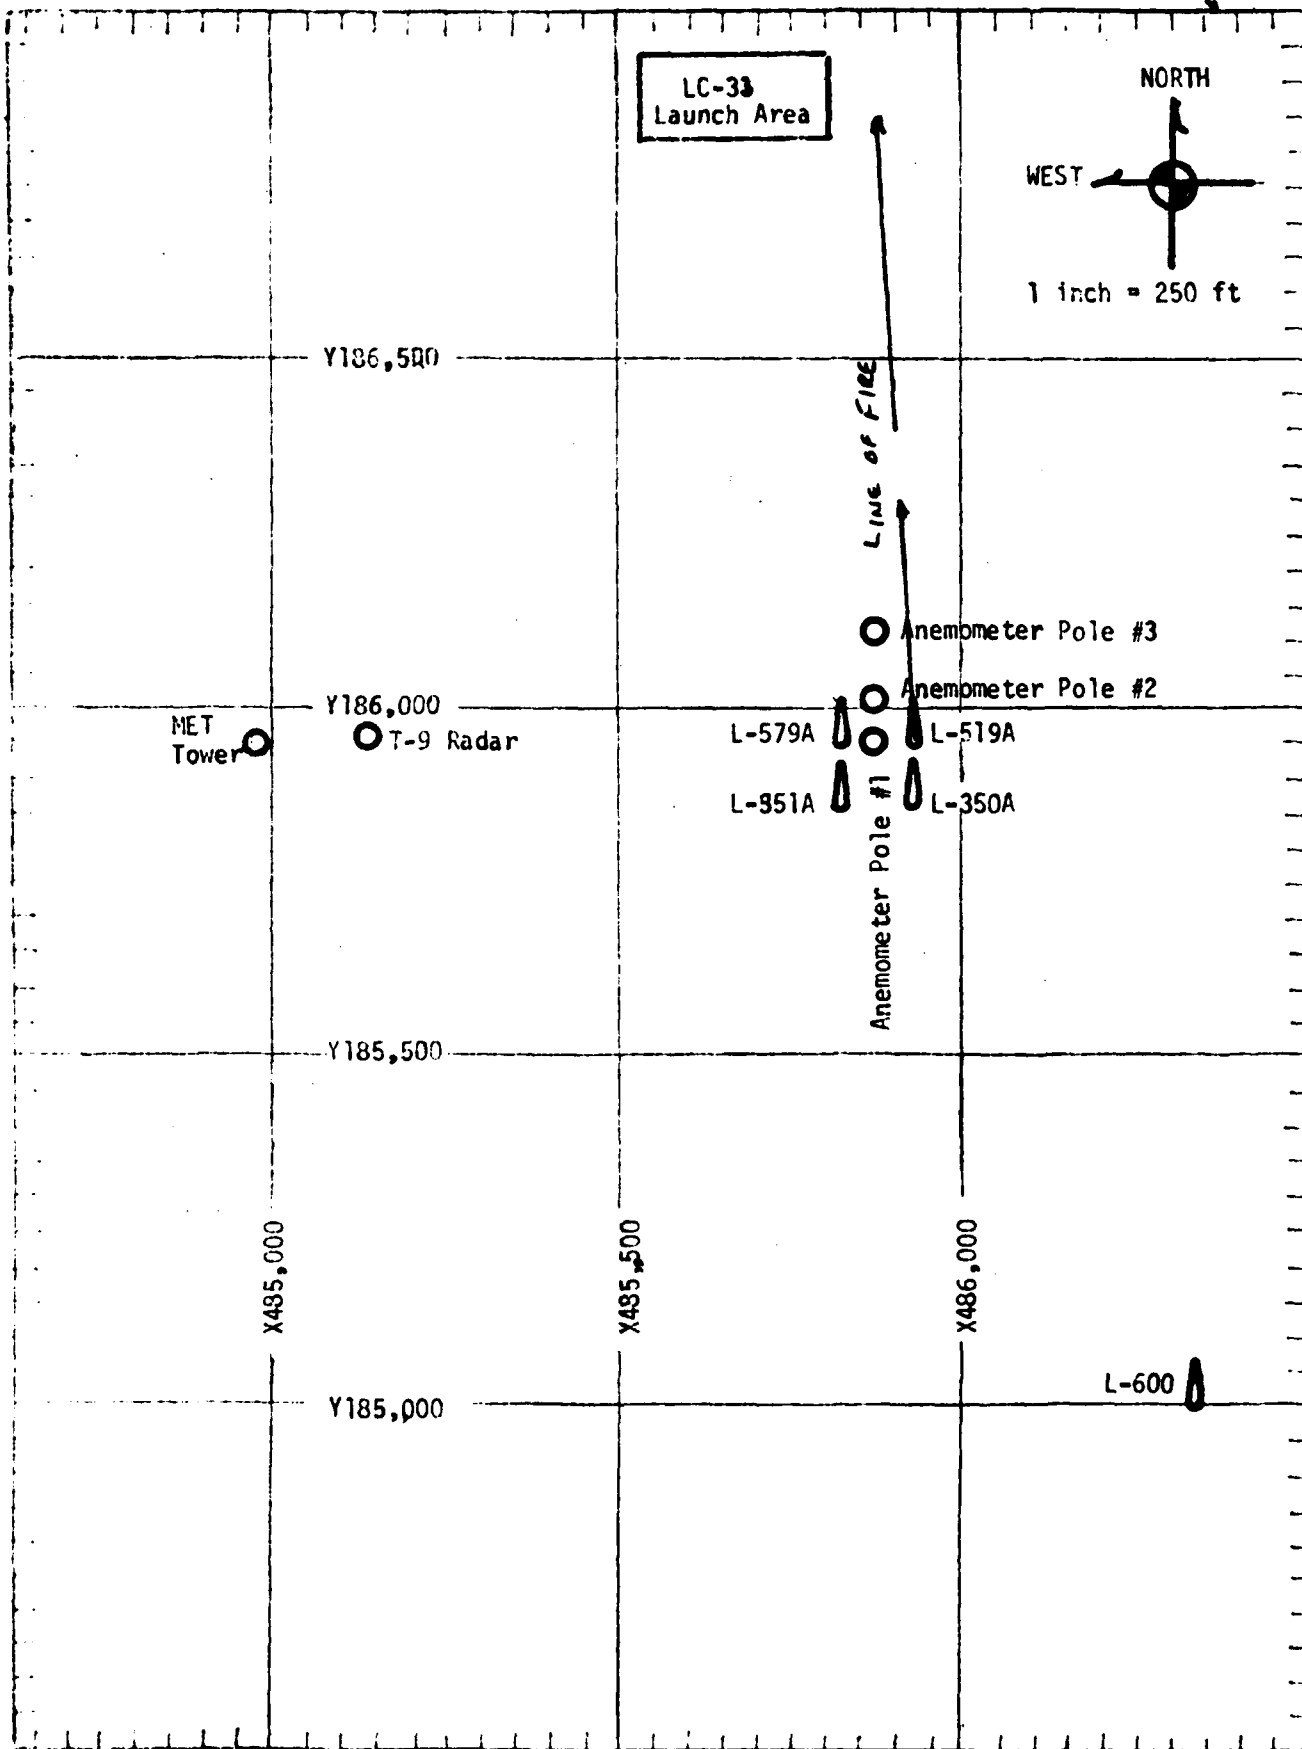 LC-33
Launch Area
NORTH
WEST
1 inch = 250 ft
Y186,500
LINE OF FIRE
Anemometer Pole #3
Anemometer Pole #2
Y186,000
MET
Tower
T-9 Radar
L-579A
L-519A
L-351A
L-350A
Anemometer Pole #1
Y185,500
X485,000
X485,500
X486,000
L-600
Y185,000